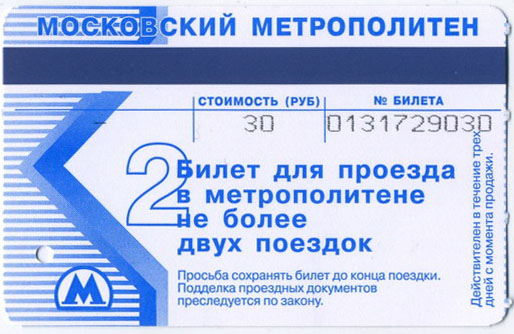 МОСКОВСКИЙ МЕТРОПОЛИТЕН
СТОИМОСТЬ (РУБ) № БИЛЕТА
30 0131729030
2
Билет для проезда
в метрополитене
не более
двух поездок
Просьба сохранять билет до конца поездки.
Подделка проездных документов
преследуется по закону.
М
Действителен в течение трех
дней с момента продажи.